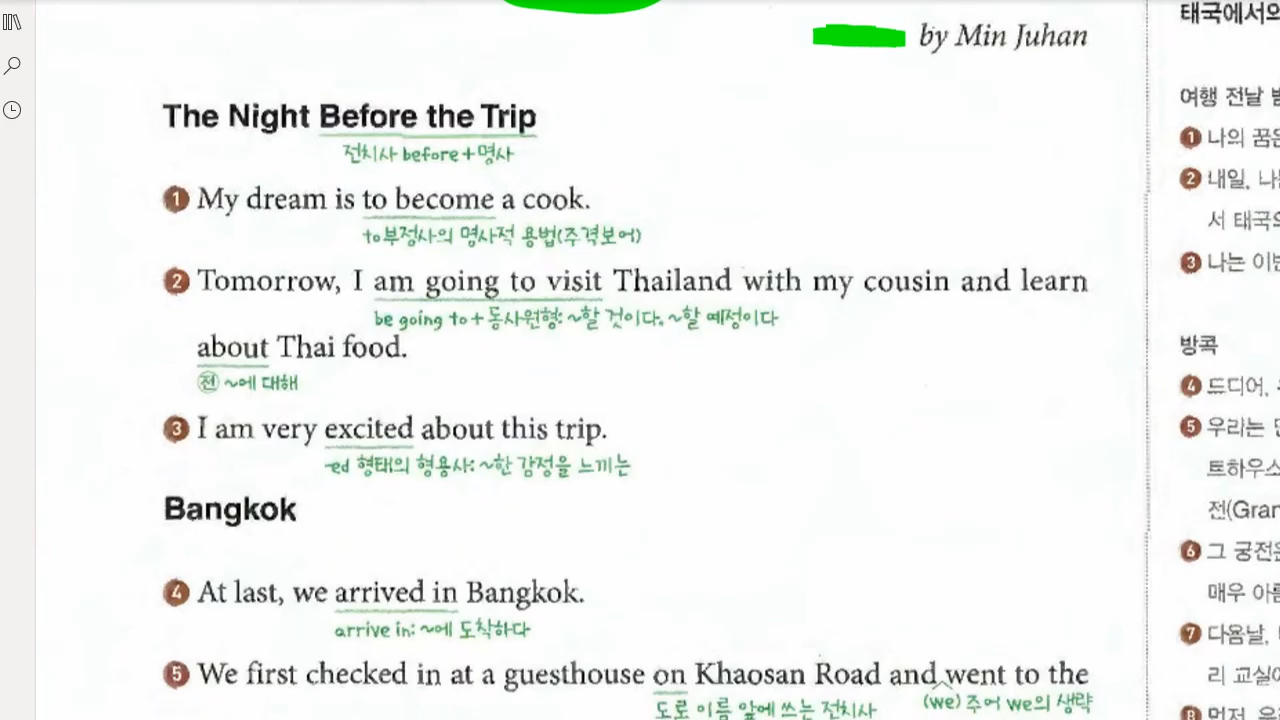 by Min Juhan
The Night Before the Trip
전치사 before+명사
1 My dream is to become a cook.
to부정사의 명사적 용법(주격보어)
2 Tomorrow, I am going to visit Thailand with my cousin and learn
be going to+동사원형: ~할 것이다, ~할 예정이다
about Thai food.
전 ~에 대해
3 I am very excited about this trip.
-ed 형태의 형용사: ~한 감정을 느끼는
Bangkok
4 At last, we arrived in Bangkok.
arrive in: ~에 도착하다
5 We first checked in at a guesthouse on Khaosan Road and went to the
도로 이름 앞에 쓰는 전치사 (we) 주어 we의 생략
태국에서의
여행 전날
1 나의 꿈은
2 내일, 나는
서 태국
3 나는 이번
방콕
4 드디어,
5 우리는
토하우스
전(Gran
6 그 궁전은
매우 아름
7 다음날,
리 교실에
8 먼저, 우리